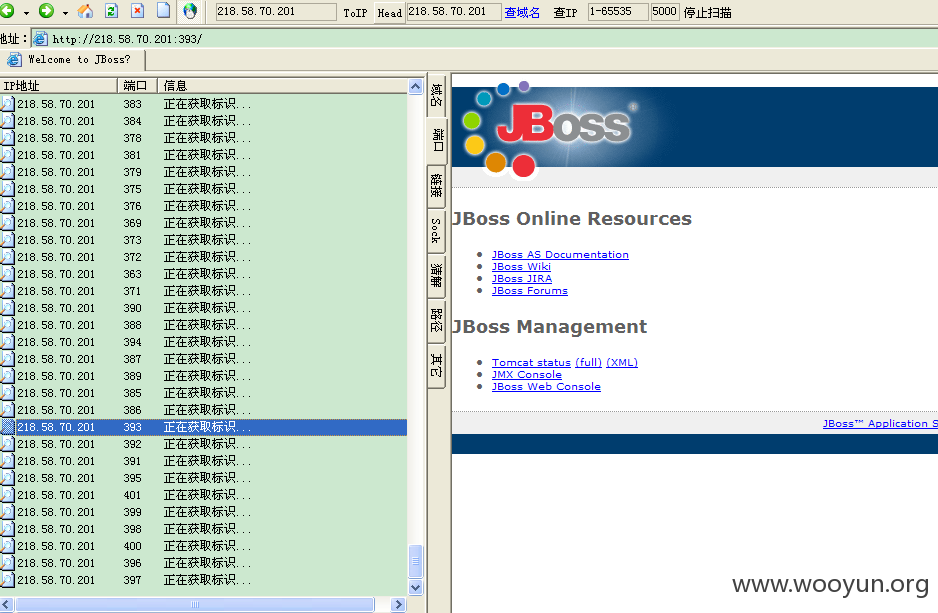 218.58.70.201 ToIP Head 218.58.70.201 查域名 查IP 1-65535 5000 停止扫描
地址: http://218.58.70.201:393/
Welcome to JBoss?
IP地址 端口 信息
218.58.70.201 383 正在获取标识...
218.58.70.201 384 正在获取标识...
218.58.70.201 378 正在获取标识...
218.58.70.201 381 正在获取标识...
218.58.70.201 379 正在获取标识...
218.58.70.201 375 正在获取标识...
218.58.70.201 376 正在获取标识...
218.58.70.201 369 正在获取标识...
218.58.70.201 373 正在获取标识...
218.58.70.201 372 正在获取标识...
218.58.70.201 363 正在获取标识...
218.58.70.201 371 正在获取标识...
218.58.70.201 390 正在获取标识...
218.58.70.201 388 正在获取标识...
218.58.70.201 394 正在获取标识...
218.58.70.201 387 正在获取标识...
218.58.70.201 389 正在获取标识...
218.58.70.201 385 正在获取标识...
218.58.70.201 386 正在获取标识...
218.58.70.201 393 正在获取标识...
218.58.70.201 392 正在获取标识...
218.58.70.201 391 正在获取标识...
218.58.70.201 395 正在获取标识...
218.58.70.201 401 正在获取标识...
218.58.70.201 399 正在获取标识...
218.58.70.201 398 正在获取标识...
218.58.70.201 400 正在获取标识...
218.58.70.201 396 正在获取标识...
218.58.70.201 397 正在获取标识...
域名
端口
链接
Sock
猜解
路径
其它
JBoss
JBoss Online Resources
JBoss AS Documentation
JBoss Wiki
JBoss JIRA
JBoss Forums
JBoss Management
Tomcat status (full) (XML)
JMX Console
JBoss Web Console
JBoss™ Application S
www.wooyun.org